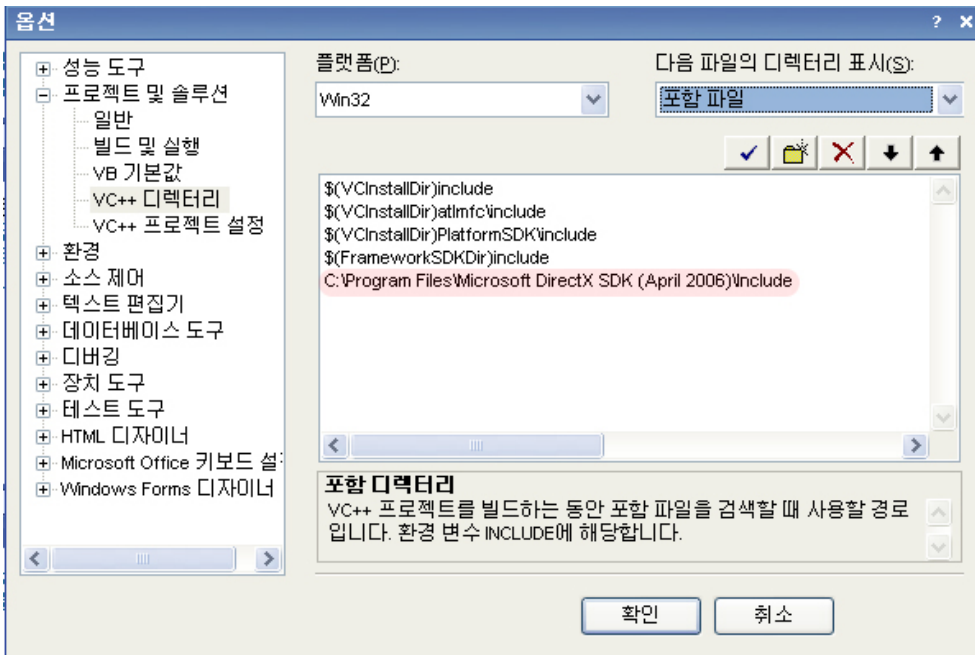 옵션
성능 도구
프로젝트 및 솔루션
일반
빌드 및 실행
VB 기본값
VC++ 디렉터리
VC++ 프로젝트 설정
환경
소스 제어
텍스트 편집기
데이터베이스 도구
디버깅
장치 도구
테스트 도구
HTML 디자이너
Microsoft Office 키보드 설
Windows Forms 디자이너
플랫폼(P):
다음 파일의 디렉터리 표시(S):
Win32
포함 파일
$(VCInstallDir)include
$(VCInstallDir)atlmfc\include
$(VCInstallDir)PlatformSDK\include
$(FrameworkSDKDir)include
C:\Program Files\Microsoft DirectX SDK (April 2006)\Include
포함 디렉터리
VC++ 프로젝트를 빌드하는 동안 포함 파일을 검색할 때 사용할 경로
입니다. 환경 변수 INCLUDE에 해당합니다.
확인
취소